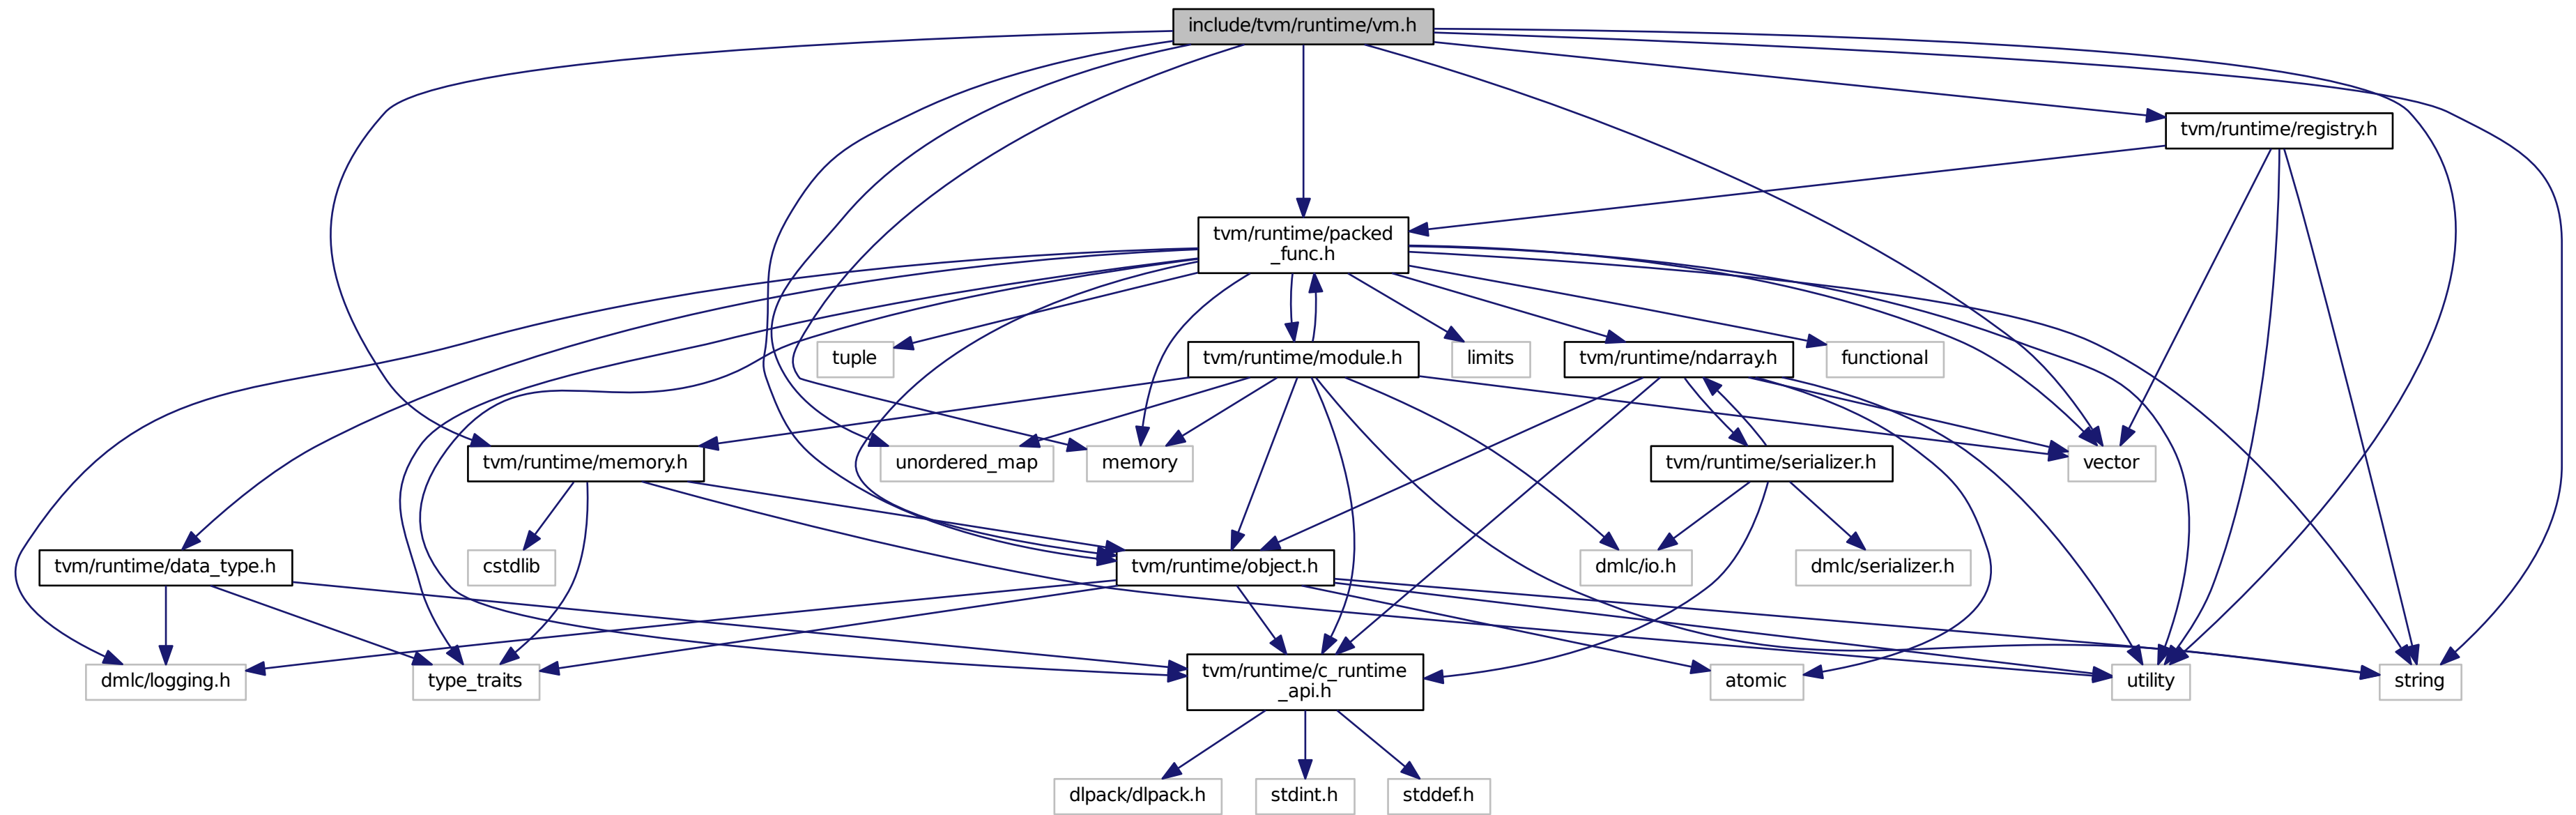 include/tvm/runtime/vm.h
tvm/runtime/registry.h
tvm/runtime/packed
_func.h
tuple
tvm/runtime/module.h
limits
tvm/runtime/ndarray.h
functional
tvm/runtime/memory.h
unordered_map
memory
tvm/runtime/serializer.h
vector
tvm/runtime/data_type.h
cstdlib
tvm/runtime/object.h
dmlc/io.h
dmlc/serializer.h
dmlc/logging.h
type_traits
tvm/runtime/c_runtime
_api.h
atomic
utility
string
dlpack/dlpack.h
stdint.h
stddef.h